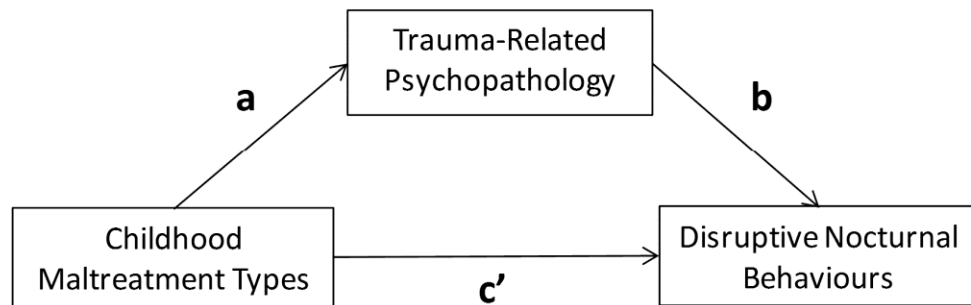 Trauma-Related
Psychopathology
a
b
Childhood
Maltreatment Types
Disruptive Nocturnal
Behaviours
c’